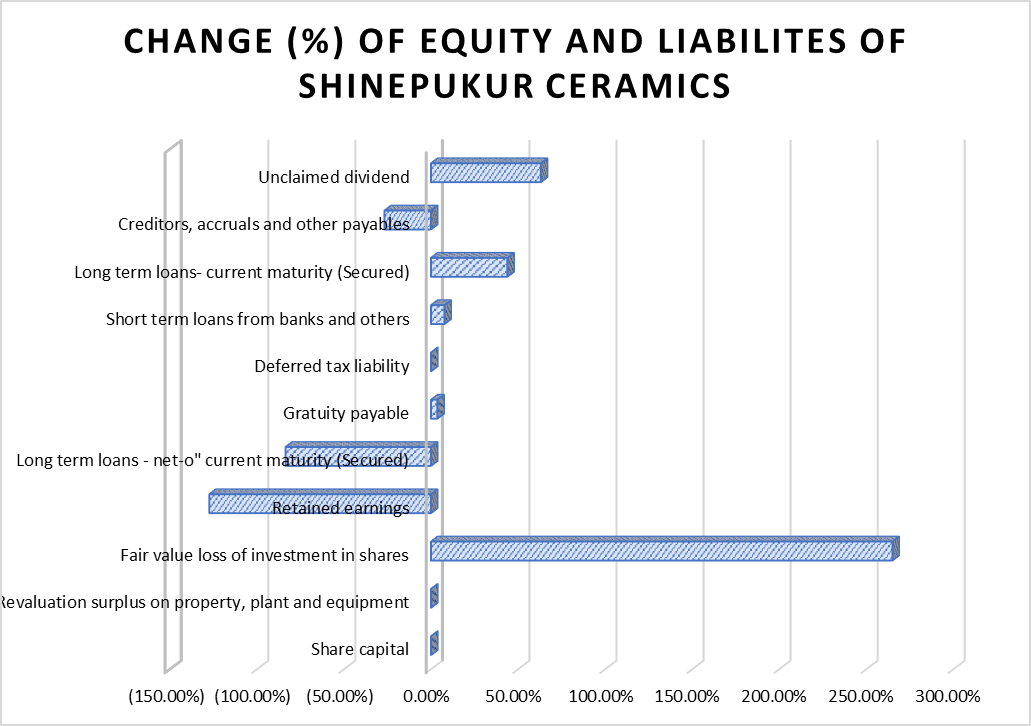 CHANGE (%) OF EQUITY AND LIABILITES OF
SHINEPUKUR CERAMICS
Unclaimed dividend
Creditors, accruals and other payables
Long term loans- current maturity (Secured)
Short term loans from banks and others
Deferred tax liability
Gratuity payable
Long term loans - net-o" current maturity (Secured)
Retained earnings
Fair value loss of investment in shares
Revaluation surplus on property, plant and equipment
Share capital
(150.00%) (100.00%) (50.00%) 0.00% 50.00% 100.00% 150.00% 200.00% 250.00% 300.00%